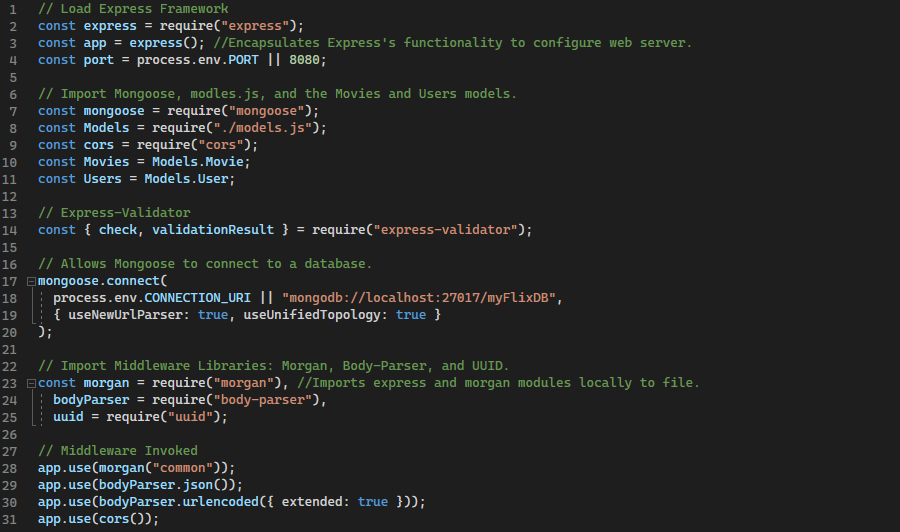 1 // Load Express Framework
2 const express = require("express");
3 const app = express(); //Encapsulates Express's functionality to configure web server.
4 const port = process.env.PORT || 8080;
5
6 // Import Mongoose, modles.js, and the Movies and Users models.
7 const mongoose = require("mongoose");
8 const Models = require("./models.js");
9 const cors = require("cors");
10 const Movies = Models.Movie;
11 const Users = Models.User;
12
13 // Express-Validator
14 const { check, validationResult } = require("express-validator");
15
16 // Allows Mongoose to connect to a database.
17 mongoose.connect(
18   process.env.CONNECTION_URI || "mongodb://localhost:27017/myFlixDB",
19   { useNewUrlParser: true, useUnifiedTopology: true }
20 );
21
22 // Import Middleware Libraries: Morgan, Body-Parser, and UUID.
23 const morgan = require("morgan"), //Imports express and morgan modules locally to file.
24   bodyParser = require("body-parser"),
25   uuid = require("uuid");
26
27 // Middleware Invoked
28 app.use(morgan("common"));
29 app.use(bodyParser.json());
30 app.use(bodyParser.urlencoded({ extended: true }));
31 app.use(cors());